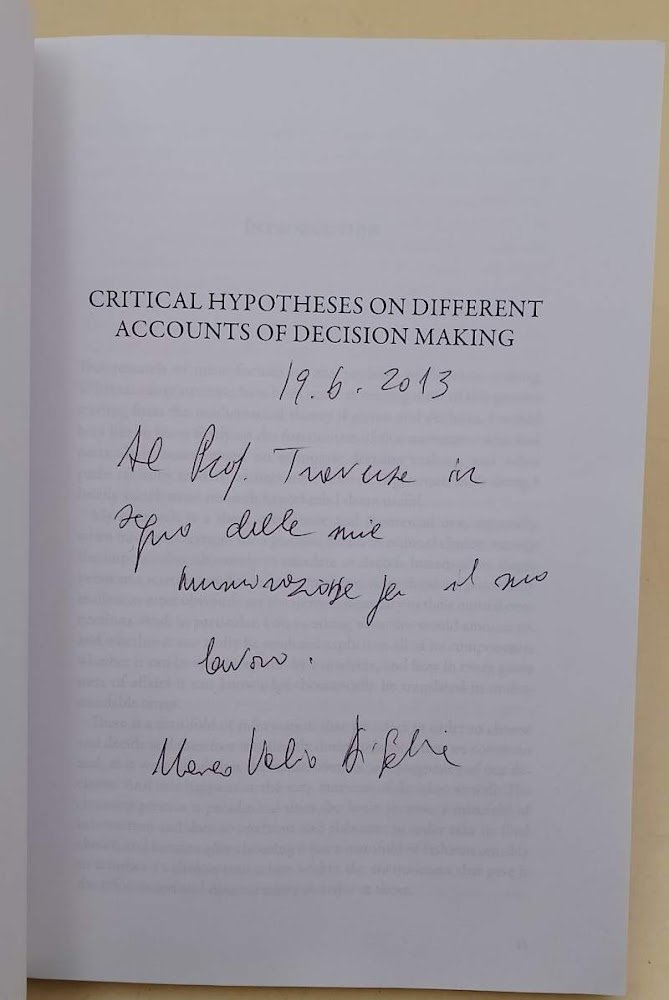 CRITICAL HYPOTHESES ON DIFFERENT
ACCOUNTS OF DECISION MAKING
19.6.2013
Al Prof. in
segno della mia
ammirazione per il suo
lavoro.
Marco